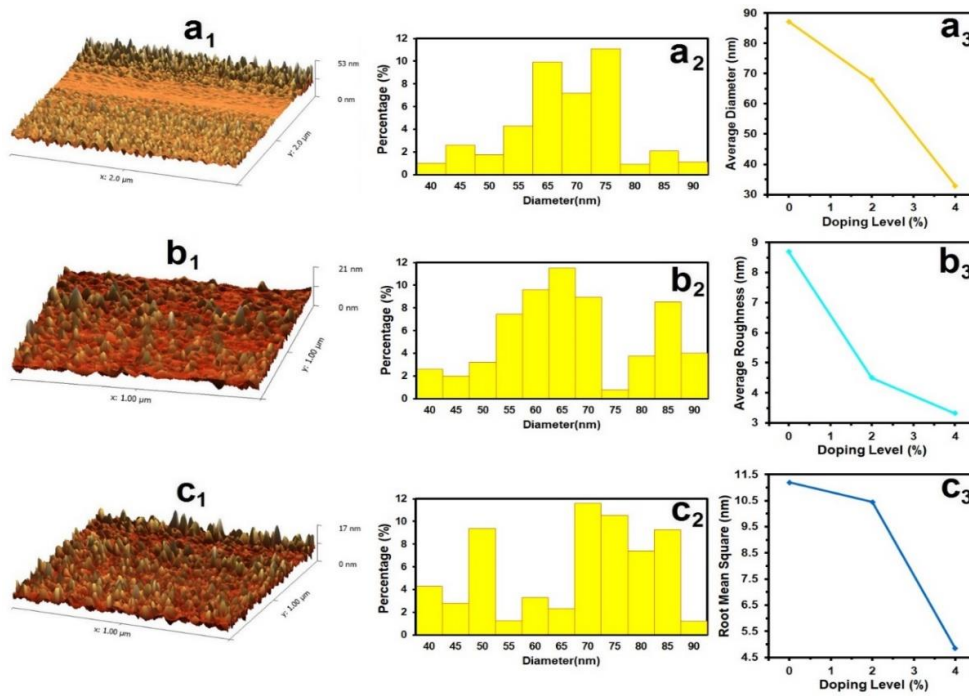 a1
53 nm
0 nm
y: 2.0 µm
x: 2.0 µm
a2
Percentage (%)
12
10
8
6
4
2
0
40 45 50 55 65 70 75 80 85 90
Diameter(nm)
a3
Average Diameter (nm)
90
80
70
60
50
40
30
0 1 2 3 4
Doping Level (%)
b1
21 nm
0 nm
y: 1.00 µm
x: 1.00 µm
b2
Percentage (%)
12
10
8
6
4
2
0
40 45 50 55 60 65 70 75 80 85 90
Diameter(nm)
b3
Average Roughness (nm)
9
8
7
6
5
4
3
0 1 2 3 4
Doping Level (%)
c1
17 nm
0 nm
y: 1.00 µm
x: 1.00 µm
c2
Percentage (%)
12
10
8
6
4
2
0
40 45 50 55 60 65 70 75 80 85 90
Diameter(nm)
c3
Root Mean Square (nm)
11.5
10.5
9.5
8.5
7.5
6.5
5.5
4.5
0 1 2 3 4
Doping Level (%)